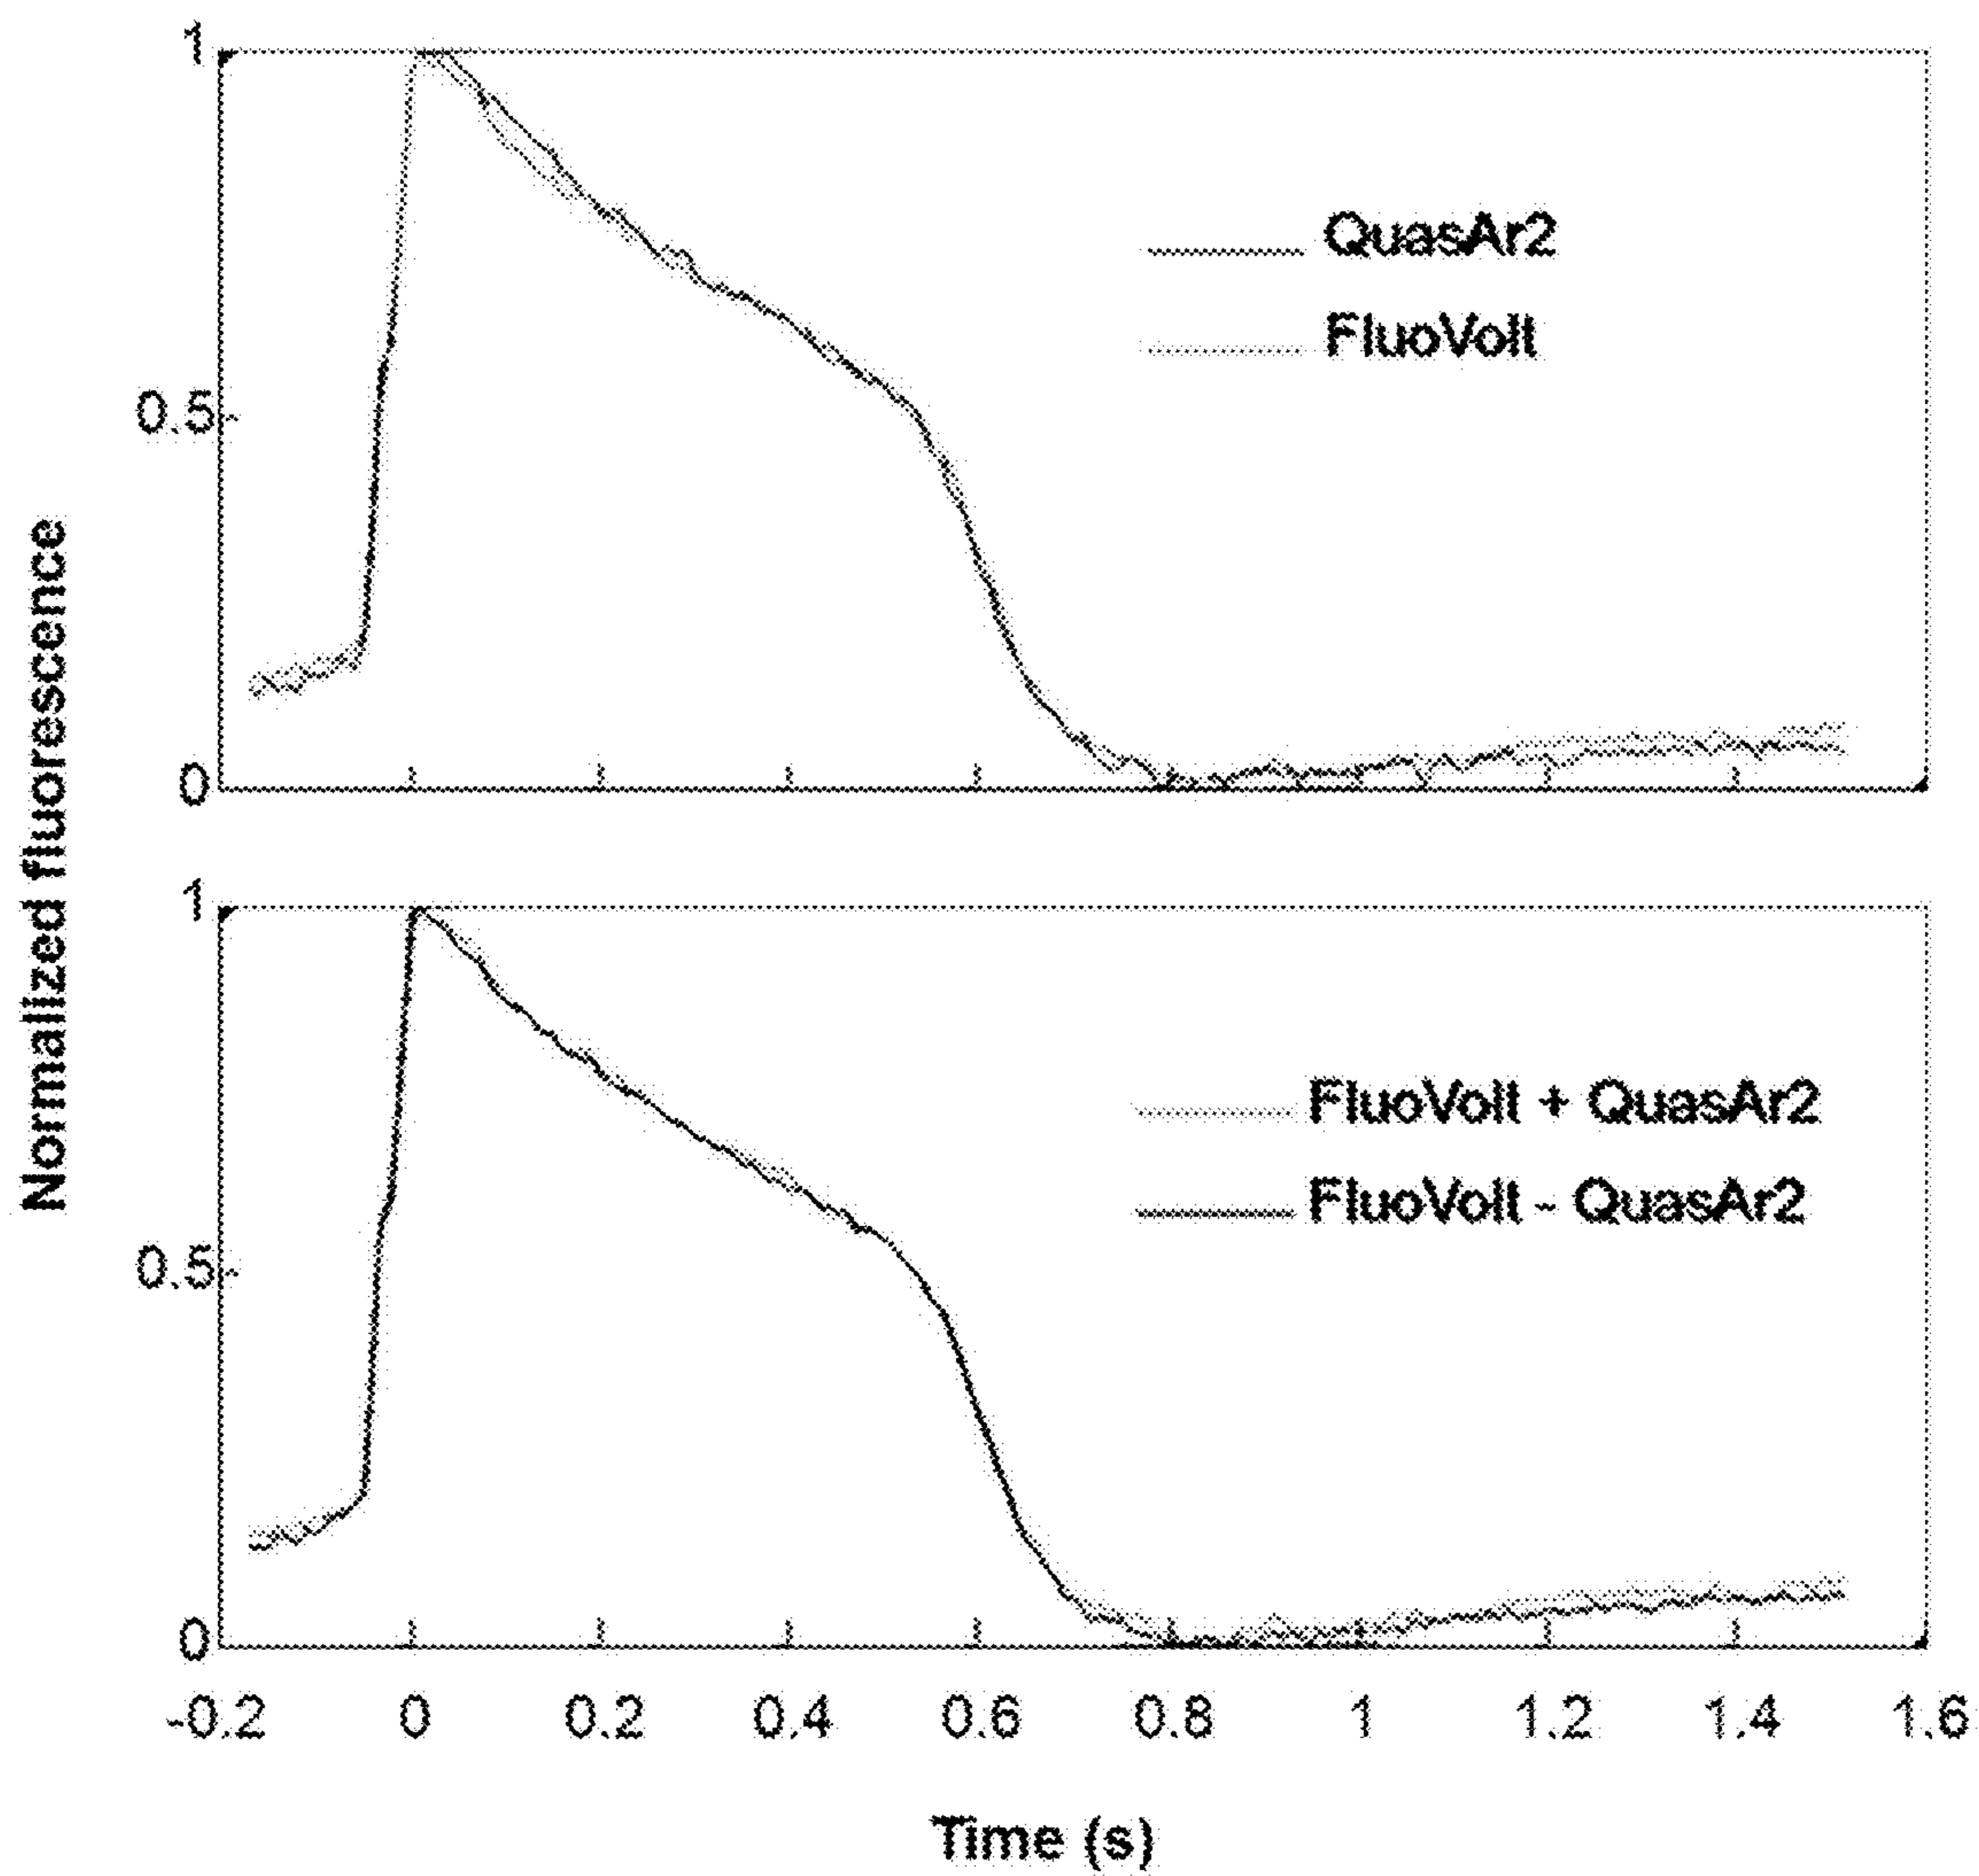 Normalized fluorescence
1
0.5
0
QuasAr2
FluoVolt
1
0.5
0
FluoVolt + QuasAr2
FluoVolt - QuasAr2
-0.2 0 0.2 0.4 0.6 0.8 1 1.2 1.4 1.6
Time (s)